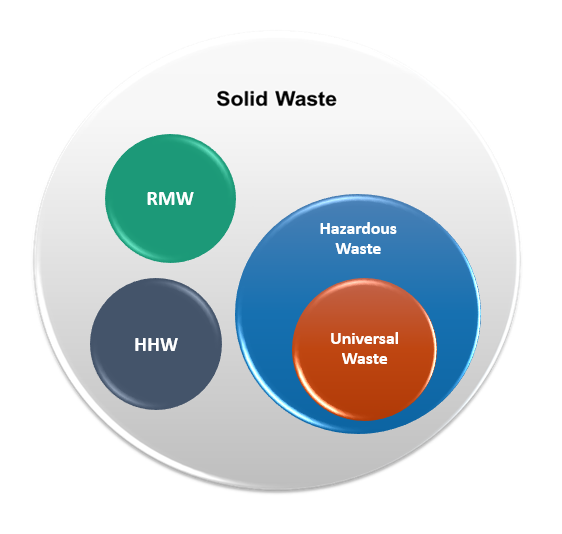 Solid Waste
RMW
Hazardous
Waste
HHW
Universal
Waste